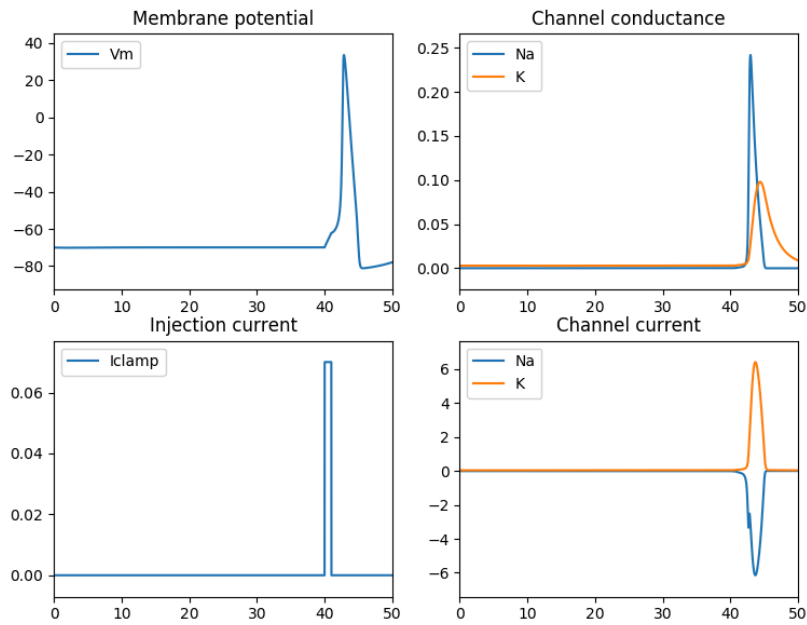 Membrane potential
40
20
0
−20
−40
−60
−80
Vm
0 10 20 30 40 50
Channel conductance
0.25
0.20
0.15
0.10
0.05
0.00
Na
K
0 10 20 30 40 50
Injection current
0.06
0.04
0.02
0.00
Iclamp
0 10 20 30 40 50
Channel current
6
4
2
0
−2
−4
−6
Na
K
0 10 20 30 40 50